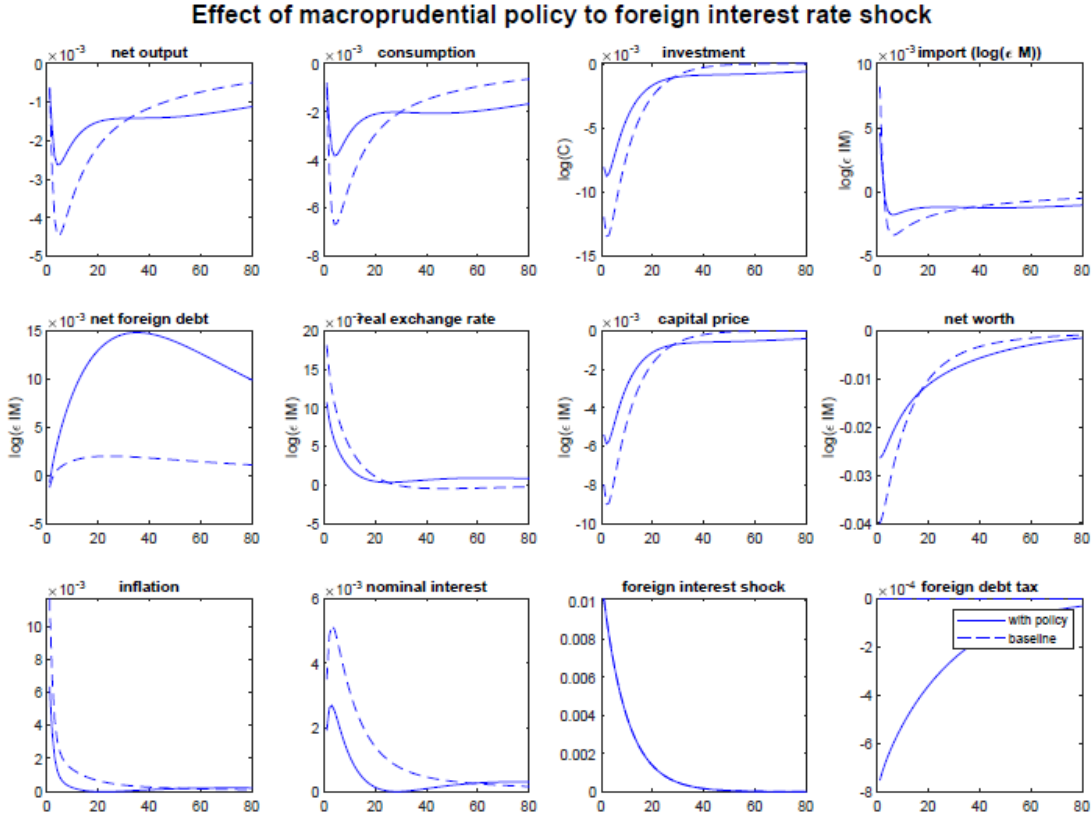 Effect of macroprudential policy to foreign interest rate shock
×10⁻³ net output
0
-1
-2
-3
-4
-5
0 20 40 60 80
×10⁻³ consumption
0
-2
-4
-6
-8
0 20 40 60 80
×10⁻³ investment
log(C)
0
-5
-10
-15
0 20 40 60 80
×10⁻³ import (log(ϵ M))
log(ϵ IM)
10
5
0
-5
0 20 40 60 80
×10⁻³ net foreign debt
log(ϵ IM)
15
10
5
0
-5
0 20 40 60 80
×10⁻³ real exchange rate
log(ϵ IM)
20
15
10
5
0
-5
0 20 40 60 80
×10⁻³ capital price
log(ϵ IM)
0
-2
-4
-6
-8
-10
0 20 40 60 80
net worth
0
-0.01
-0.02
-0.03
-0.04
0 20 40 60 80
×10⁻³ inflation
10
8
6
4
2
0
0 20 40 60 80
×10⁻³ nominal interest
6
4
2
0
0 20 40 60 80
foreign interest shock
0.01
0.008
0.006
0.004
0.002
0
0 20 40 60 80
×10⁻⁴ foreign debt tax
0
-2
-4
-6
-8
0 20 40 60 80
with policy
baseline